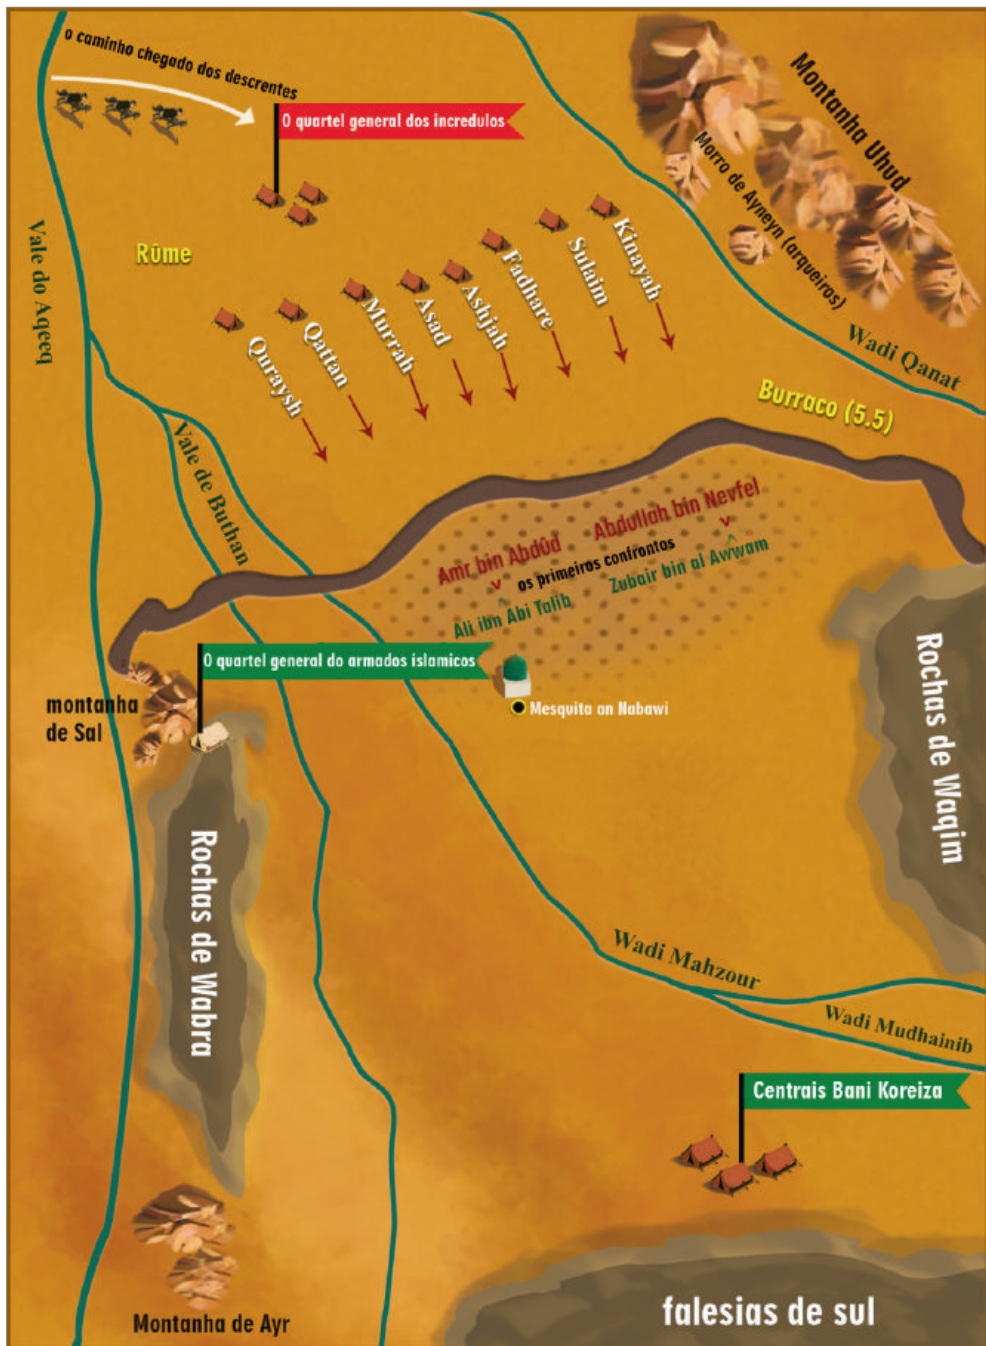 o caminho chegado dos descrentes
O quartel general dos incredulos
Montanha Uhud
Morro de Ayneyn (arqueiros)
Vale do Aqeeq
Rûme
Quraysh
Qattan
Murrah
Asad
Ashjah
Fadhare
Sulaim
Kinayah
Wadi Qanat
Burraco (5.5)
Vale de Buthan
Amr bin Abdûd
Abdullah bin Nevfel
os primeiros confrontos
Ali ibn Abi Talib
Zubair bin al Awwam
O quartel general do armados islamicos
montanha
de Sal
Mesquita an Nabawi
Rochas de Waqim
Rochas de Wabra
Wadi Mahzour
Wadi Mudhainib
Centrais Bani Koreiza
Montanha de Ayr
falesias de sul